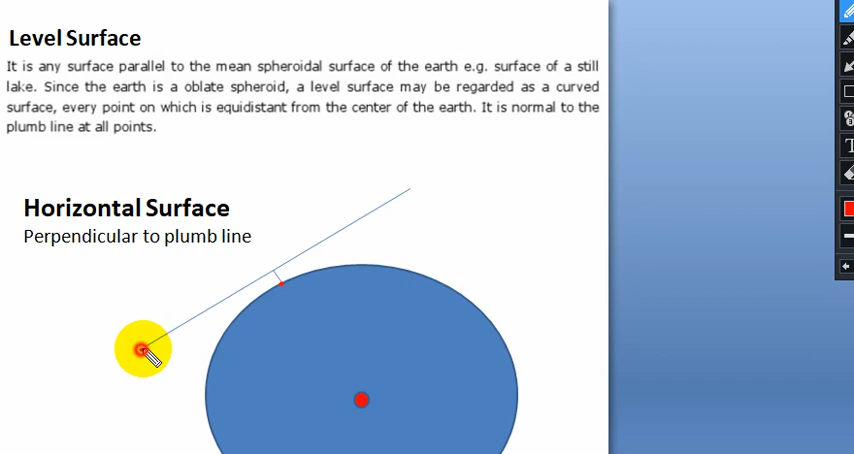 Level Surface
It is any surface parallel to the mean spheroidal surface of the earth e.g. surface of a still
lake. Since the earth is a oblate spheroid, a level surface may be regarded as a curved
surface, every point on which is equidistant from the center of the earth. It is normal to the
plumb line at all points.
Horizontal Surface
Perpendicular to plumb line
T